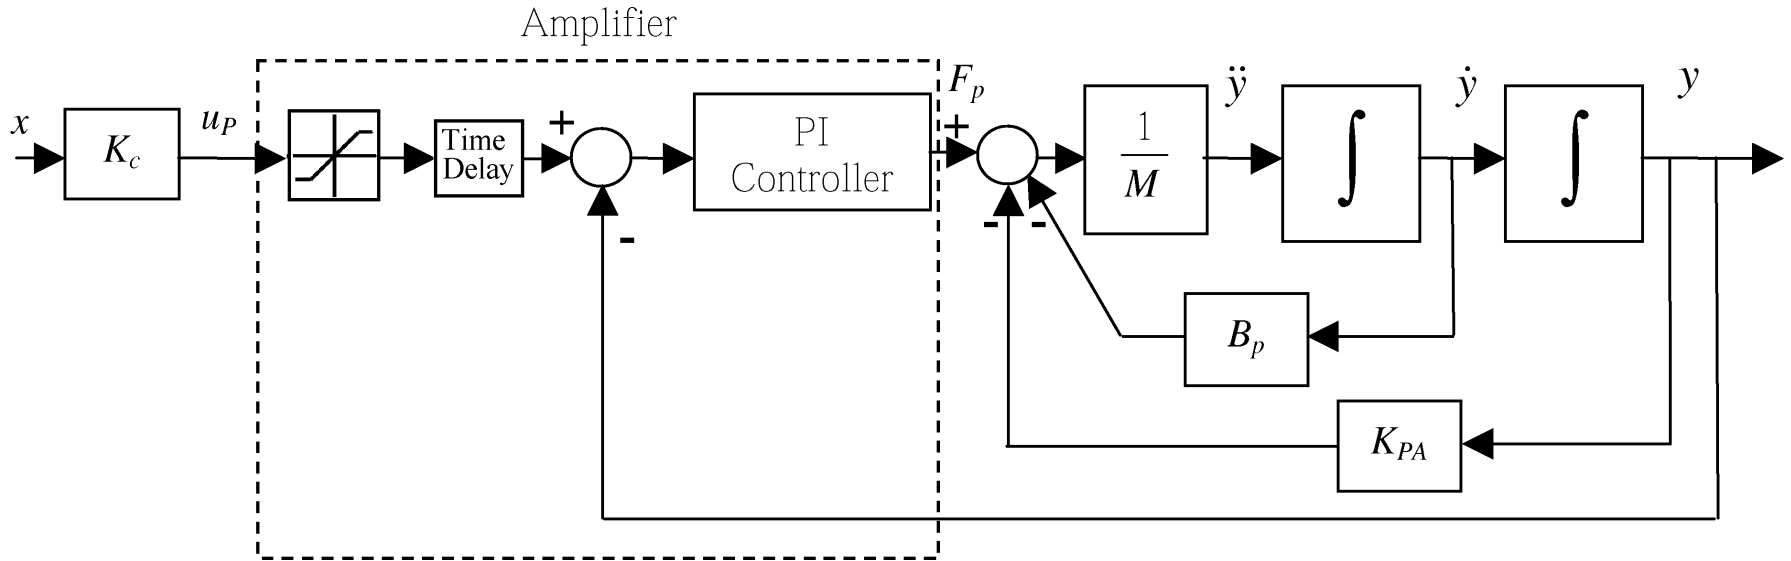 Amplifier
x
K_c
u_P
Time
Delay
+
-
PI
Controller
F_p
+
-
-
1
M
ÿ
∫
ẏ
∫
y
B_p
K_PA